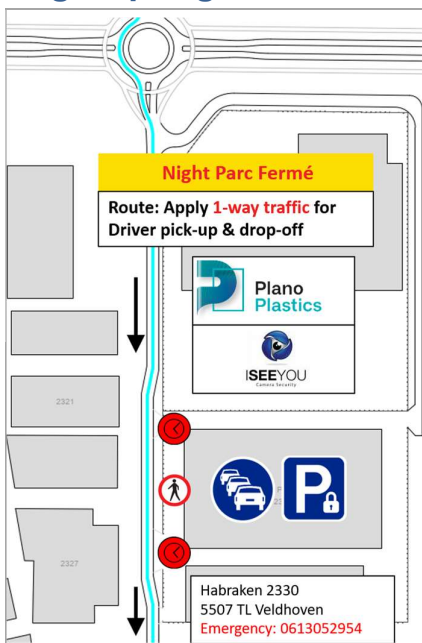 Night Parc Fermé
Route: Apply 1-way traffic for
Driver pick-up & drop-off
Plano
Plastics
ISEEYOU
Camera Security
2321
P
2327
Habraken 2330
5507 TL Veldhoven
Emergency: 0613052954